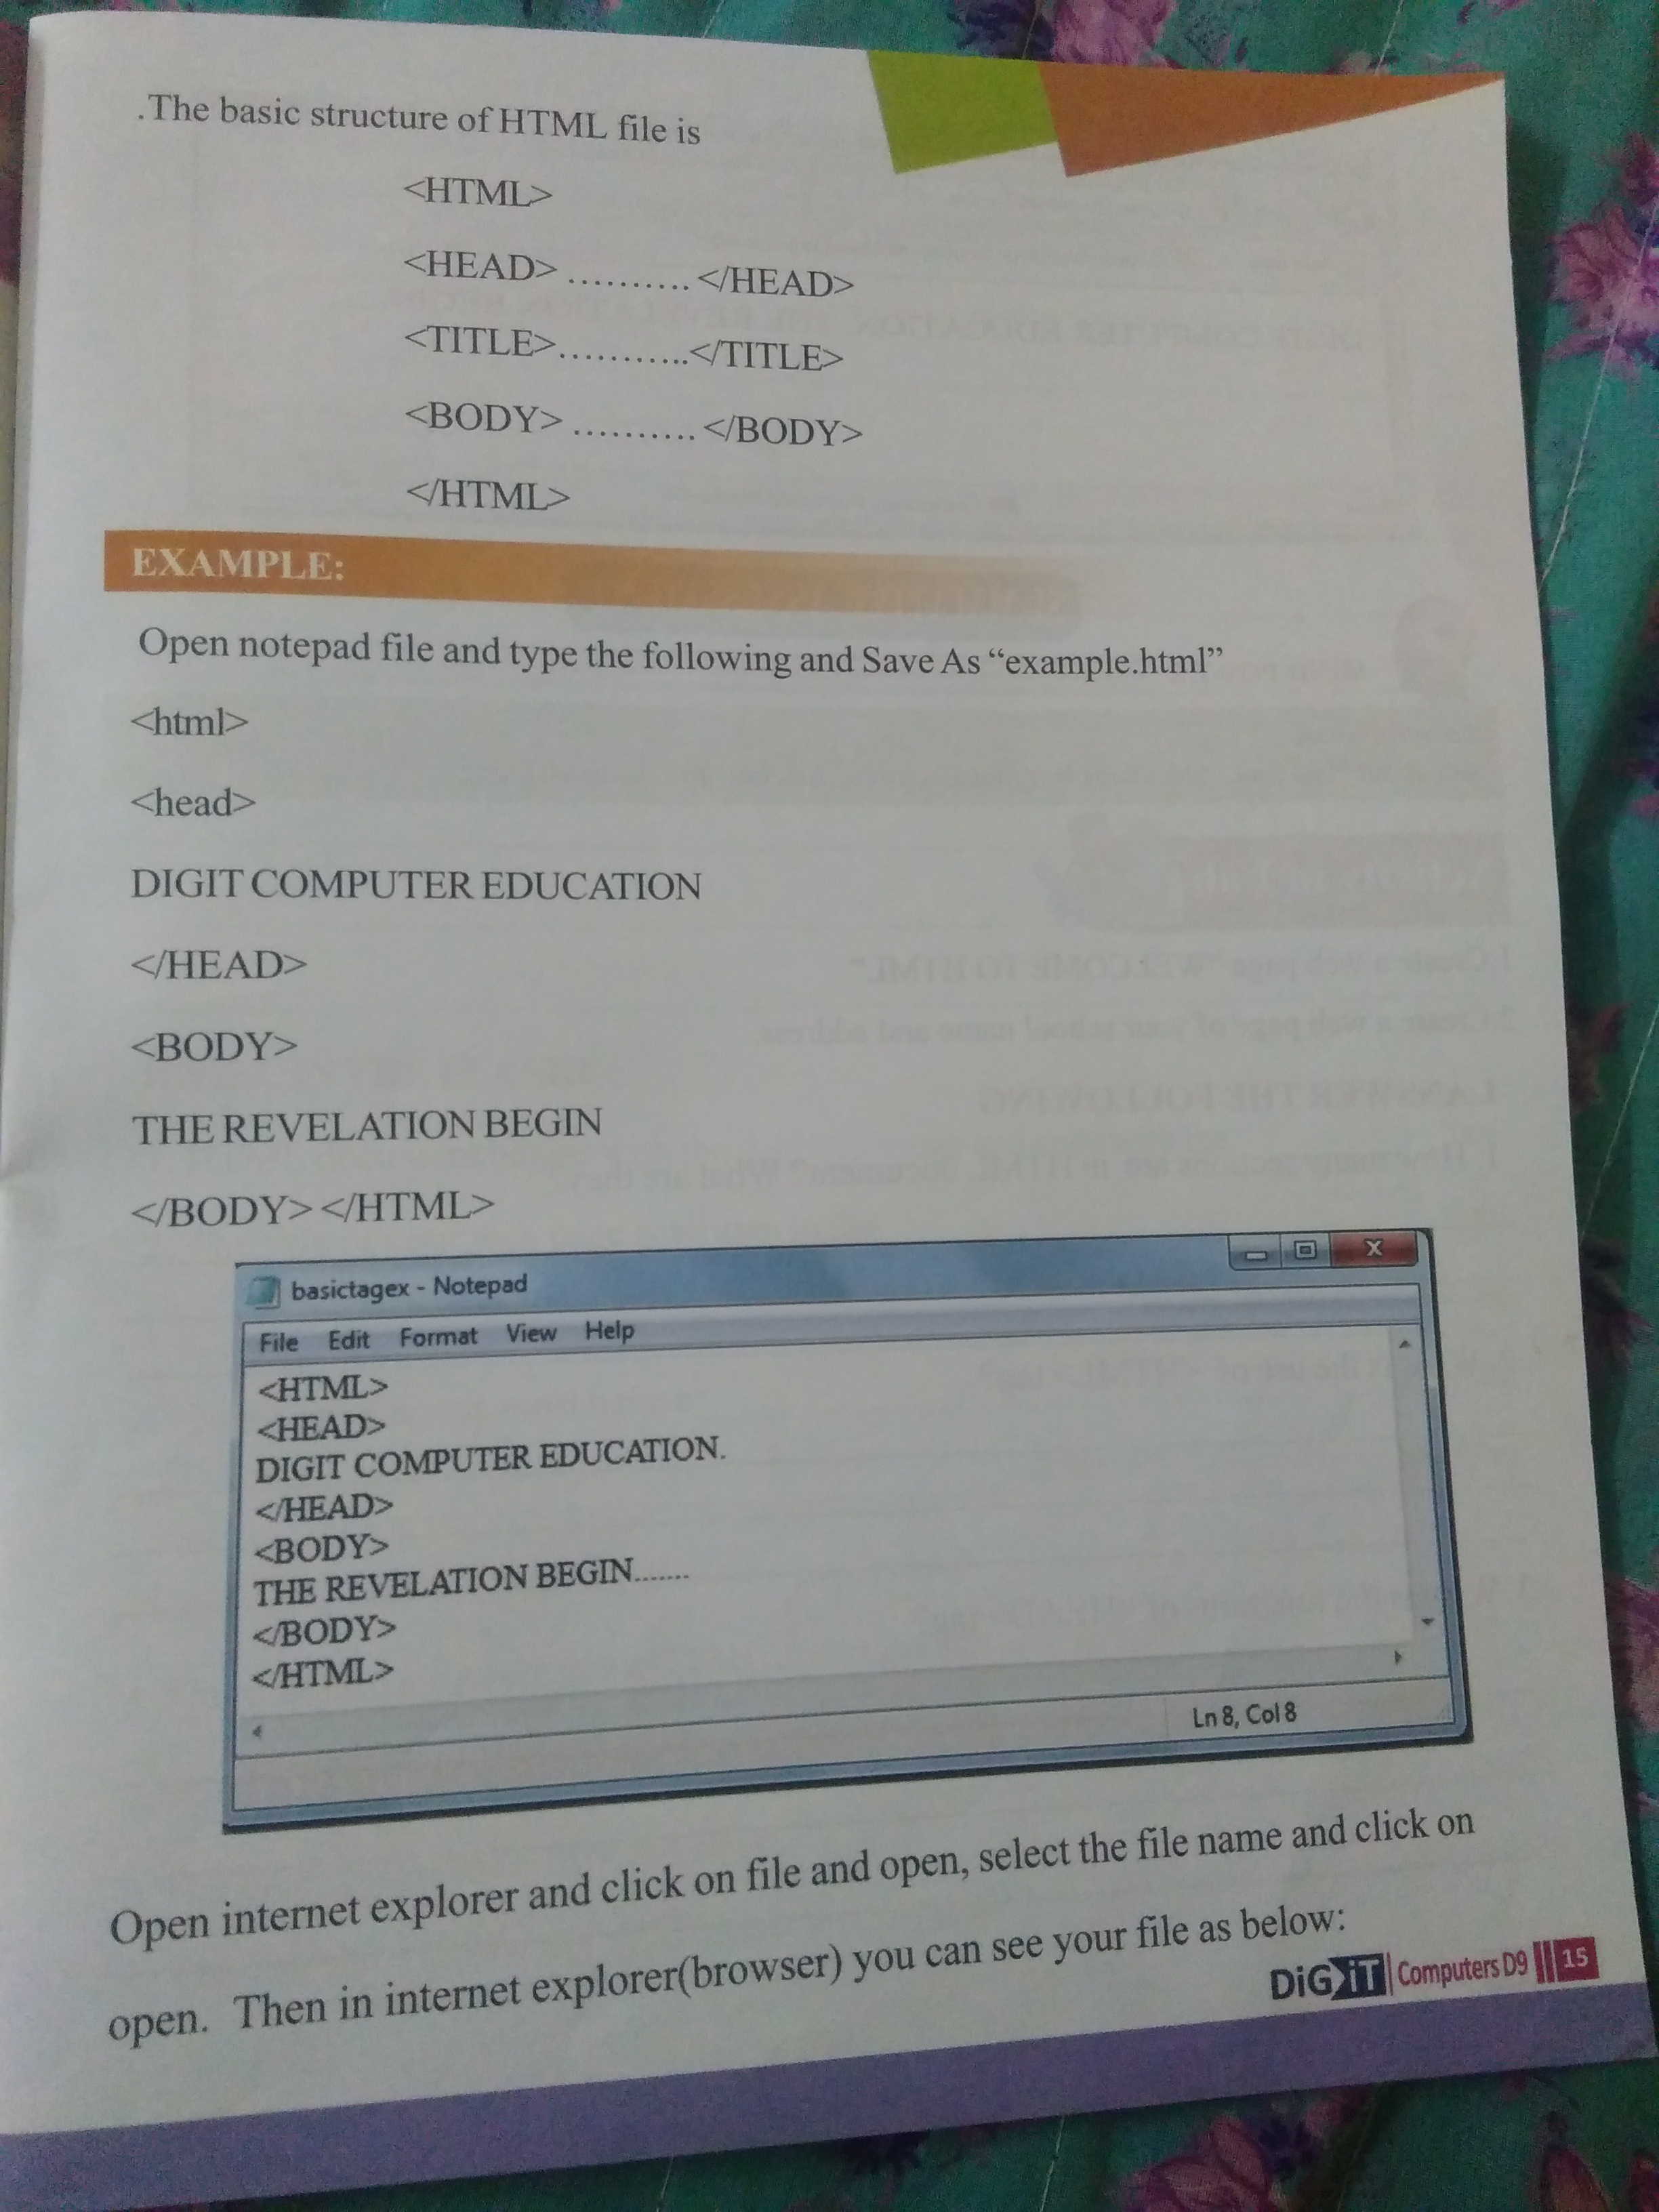 .The basic structure of HTML file is
<HTML>
<HEAD> .......... </HEAD>
<TITLE>...........</TITLE>
<BODY> .......... </BODY>
</HTML>
EXAMPLE:
Open notepad file and type the following and Save As “example.html”
<html>
<head>
DIGIT COMPUTER EDUCATION
</HEAD>
<BODY>
THE REVELATION BEGIN
</BODY> </HTML>
basictagex - Notepad
File Edit Format View Help
<HTML>
<HEAD>
DIGIT COMPUTER EDUCATION.
</HEAD>
<BODY>
THE REVELATION BEGIN.......
</BODY>
</HTML>
Ln 8, Col 8
Open internet explorer and click on file and open, select the file name and click on
open. Then in internet explorer(browser) you can see your file as below:
DiGiT Computers D9 15